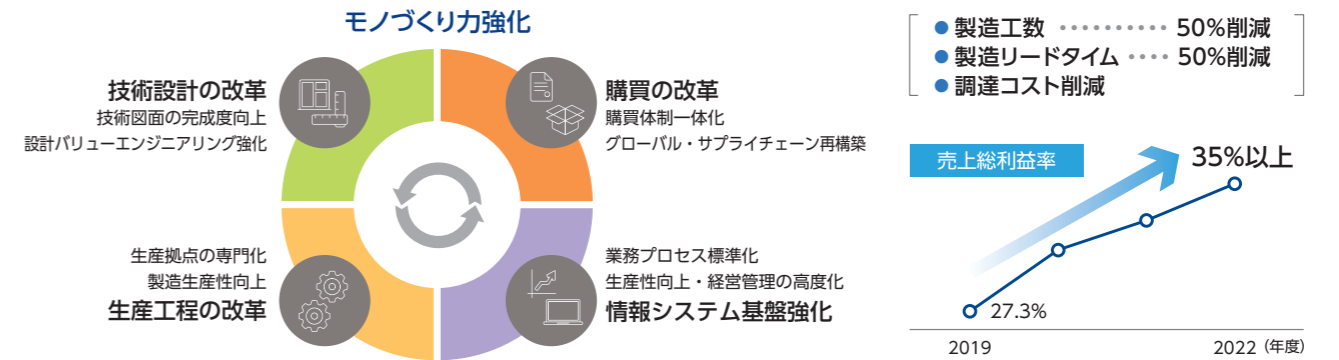 モノづくり力強化
技術設計の改革
技術図面の完成度向上
設計バリューエンジニアリング強化
購買の改革
購買体制一体化
グローバル・サプライチェーン再構築
生産拠点の専門化
製造生産性向上
生産工程の改革
業務プロセス標準化
生産性向上・経営管理の高度化
情報システム基盤強化
● 製造工数 ・・・・・・・・・・ 50%削減
● 製造リードタイム ・・・・ 50%削減
● 調達コスト削減
売上総利益率
35%以上
27.3%
2019
2022 (年度)